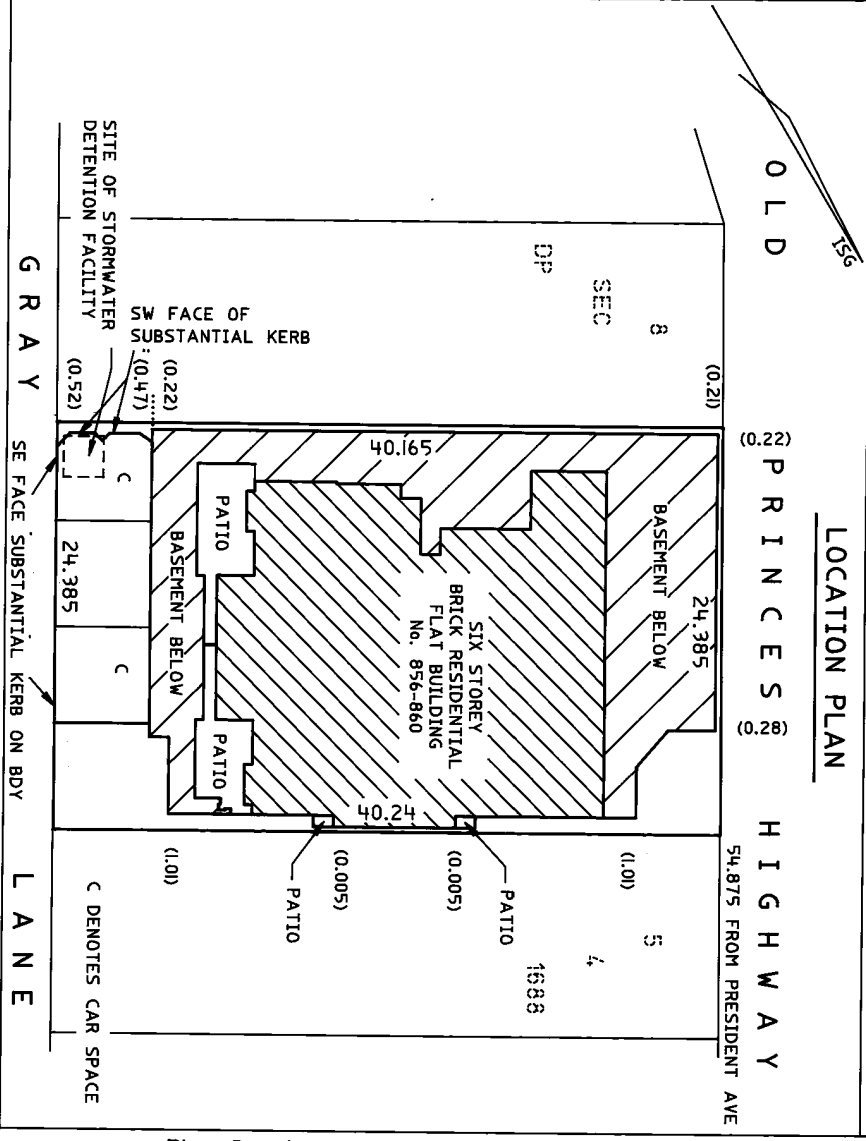 LOCATION PLAN
ISG
OLD PRINCES HIGHWAY
54.875 FROM PRESIDENT AVE
(0.21)
(0.22)
(0.28)
8
SEC
DP
5
4
1688
24.385
BASEMENT BELOW
40.165
SIX STOREY
BRICK RESIDENTIAL
FLAT BUILDING
No. 856-860
40.24
(1.01)
PATIO
(0.005)
(0.005)
PATIO
(1.01)
PATIO
PATIO
BASEMENT BELOW
SW FACE OF
SUBSTANTIAL KERB
SITE OF STORMWATER
DETENTION FACILITY
(0.22)
(0.47)
(0.52)
C
C
24.385
C DENOTES CAR SPACE
SE FACE SUBSTANTIAL KERB ON BDY
GRAY LANE